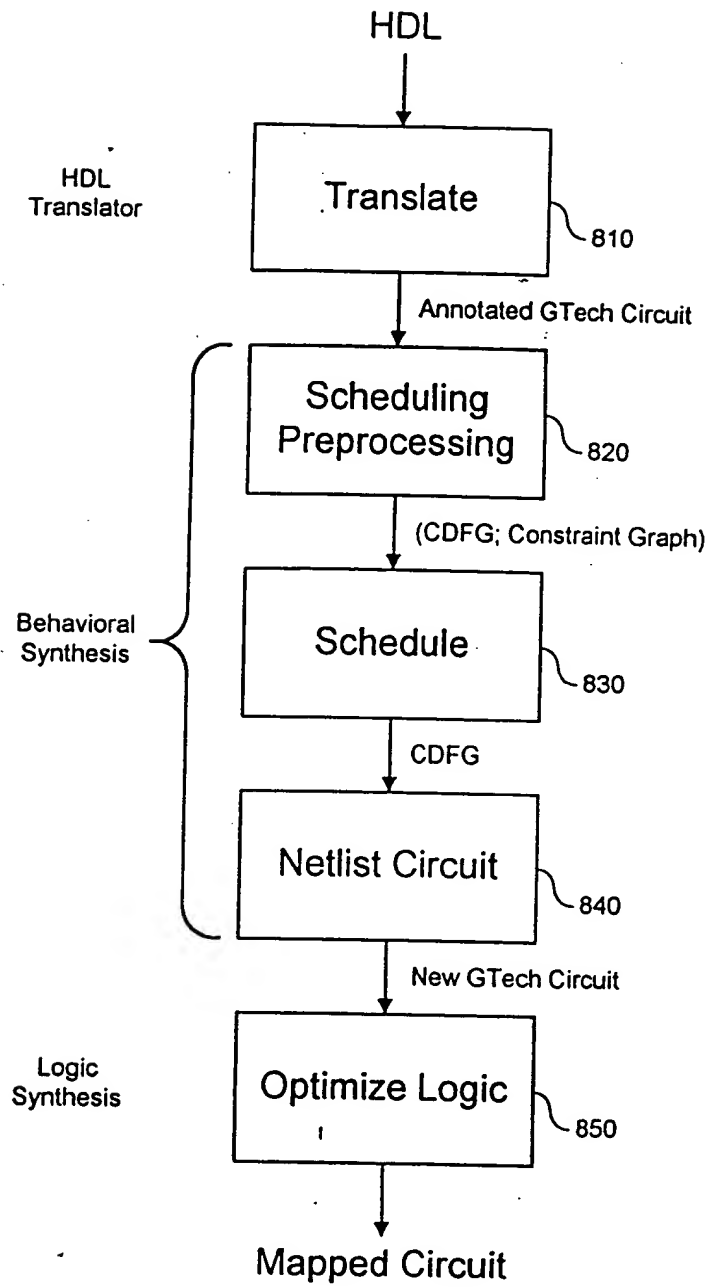 HDL
HDL
Translator
Translate
810
Annotated GTech Circuit
Scheduling
Preprocessing
820
(CDFG; Constraint Graph)
Behavioral
Synthesis
Schedule
830
CDFG
Netlist Circuit
840
New GTech Circuit
Logic
Synthesis
Optimize Logic
850
Mapped Circuit